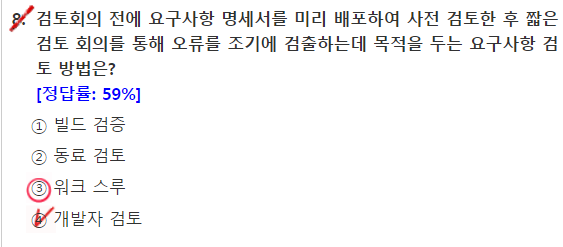 8. 검토회의 전에 요구사항 명세서를 미리 배포하여 사전 검토한 후 짧은
검토 회의를 통해 오류를 조기에 검출하는데 목적을 두는 요구사항 검
토 방법은?
[정답률: 59%]
① 빌드 검증
② 동료 검토
③ 워크 스루
④ 개발자 검토